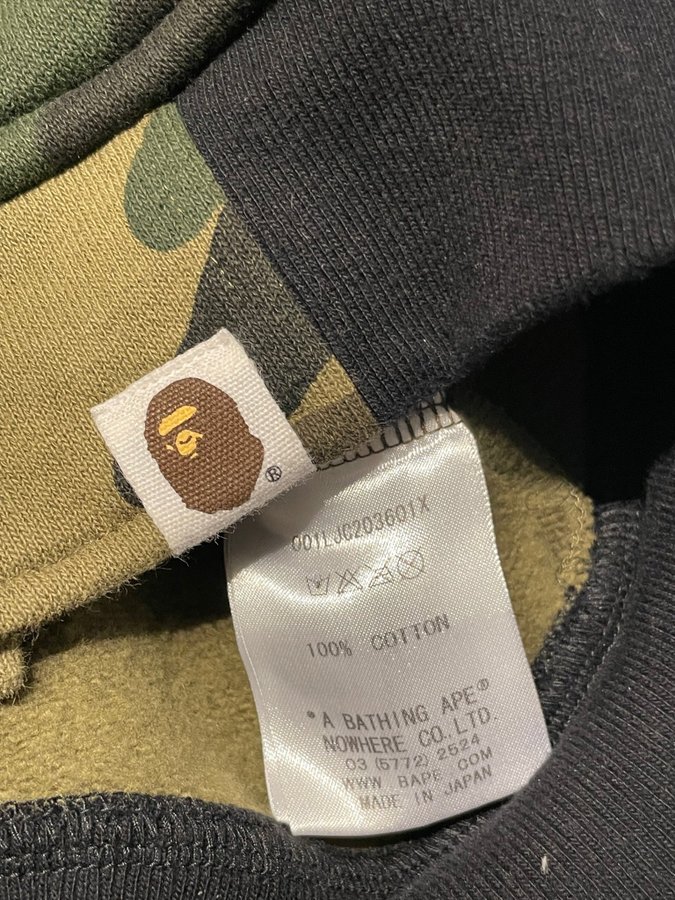 ®
001LJC203601X
100% COTTON
®A BATHING APE®
NOWHERE CO.,LTD.
03 (5772) 2524
WWW BAPE COM
MADE IN JAPAN